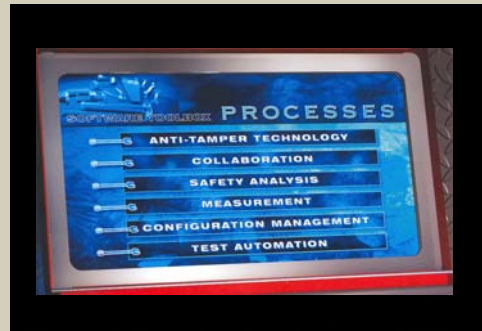 SOFTWARE TOOLBOX PROCESSES
ANTI-TAMPER TECHNOLOGY
COLLABORATION
SAFETY ANALYSIS
MEASUREMENT
CONFIGURATION MANAGEMENT
TEST AUTOMATION